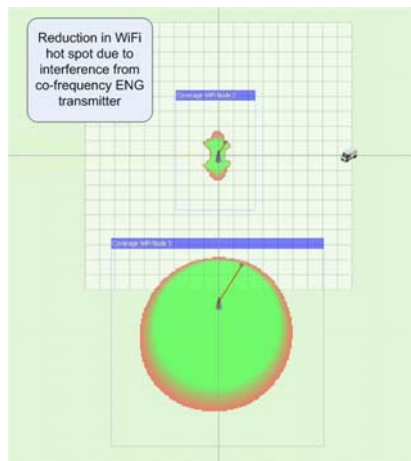 Reduction in WiFi
hot spot due to
interference from
co-frequency ENG
transmitter
Coverage WiFi Node 2
Coverage WiFi Node 3